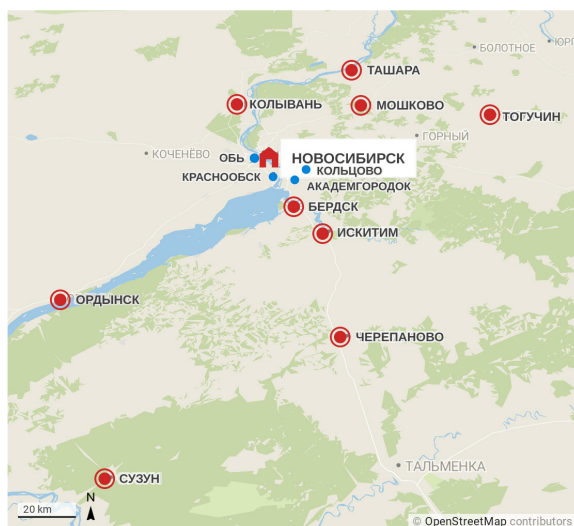 БОЛОТНОЕ
ЮРГ
ТАШАРА
КОЛЫВАНЬ
МОШКОВО
ТОГУЧИН
ГОРНЫЙ
КОЧЕНЁВО
ОБЬ
НОВОСИБИРСК
КОЛЬЦОВО
КРАСНООБСК
АКАДЕМГОРОДОК
БЕРДСК
ИСКИТИМ
ОРДЫНСК
ЧЕРЕПАНОВО
ТАЛЬМЕНКА
СУЗУН
N
20 km
© OpenStreetMap contributors